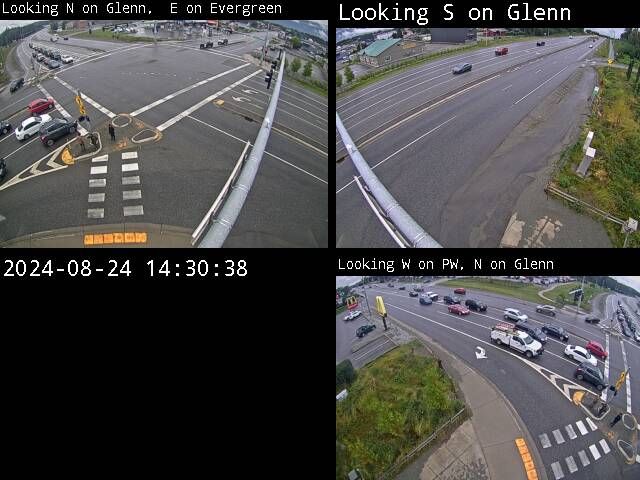 Looking N on Glenn, E on Evergreen
Looking S on Glenn
2024-08-24 14:30:38
Looking W on PW, N on Glenn